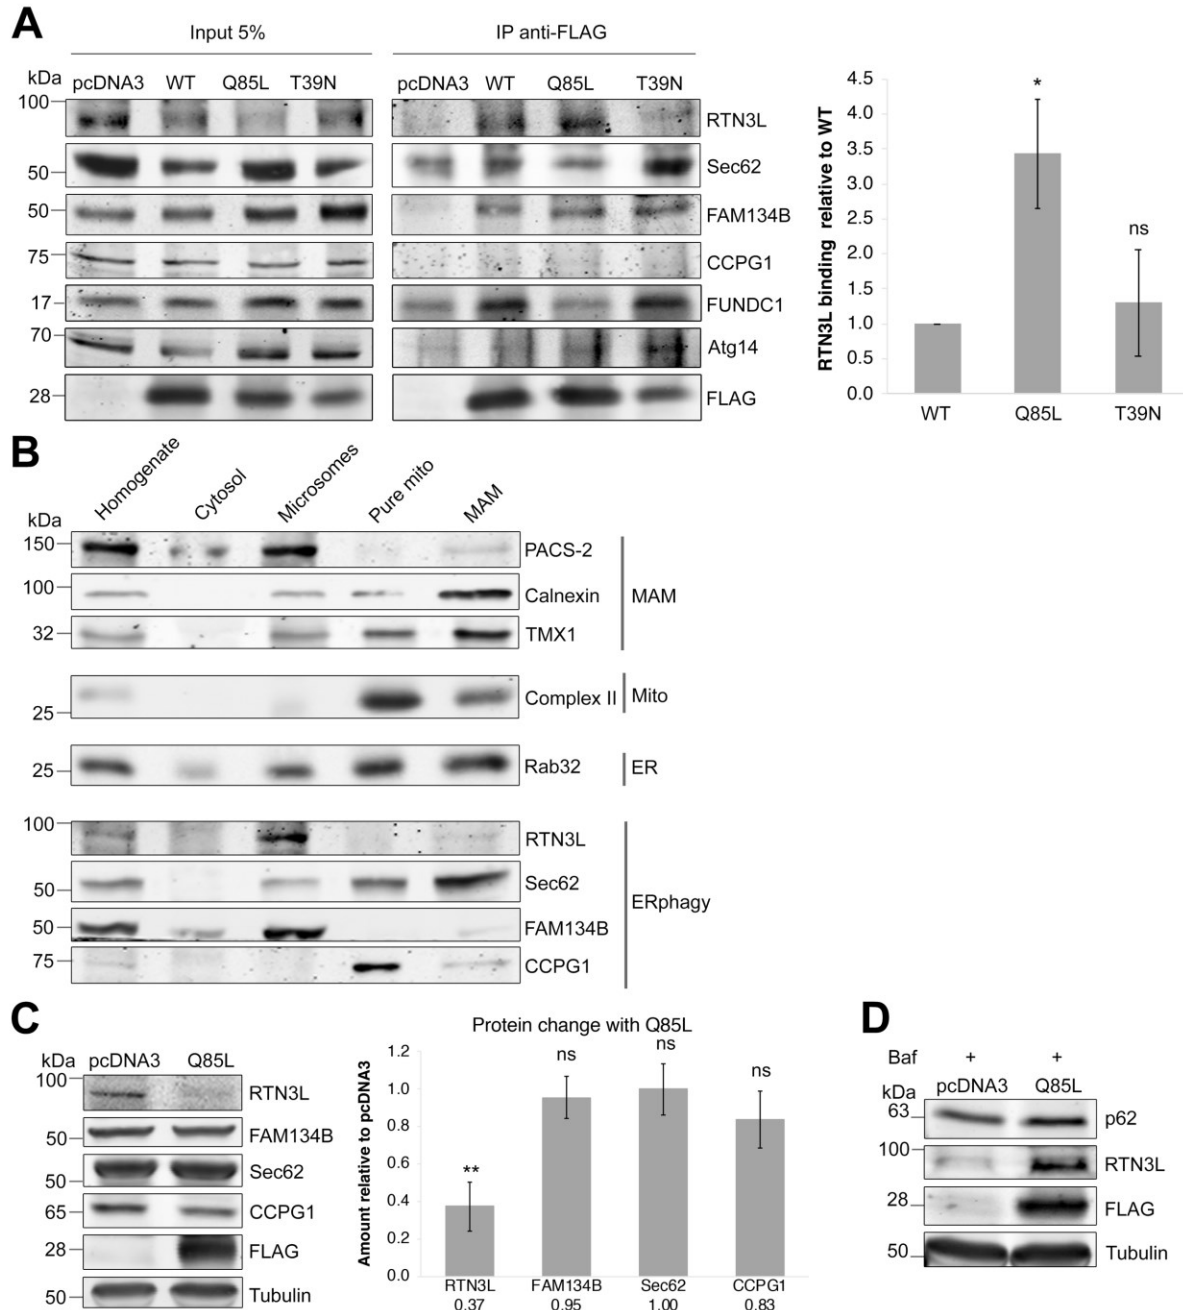 A
Input 5%
IP anti-FLAG
kDa
pcDNA3 WT Q85L T39N
pcDNA3 WT Q85L T39N
100
RTN3L
50
Sec62
50
FAM134B
75
CCPG1
17
FUNDC1
70
Atg14
28
FLAG
RTN3L binding relative to WT
4.5
4.0
3.5
3.0
2.5
2.0
1.5
1.0
0.5
0.0
*
ns
WT Q85L T39N
B
Homogenate
Cytosol
Microsomes
Pure mito
MAM
kDa
150
PACS-2
100
Calnexin
MAM
32
TMX1
25
Complex II
Mito
25
Rab32
ER
100
RTN3L
50
Sec62
ERphagy
50
FAM134B
75
CCPG1
C
kDa
pcDNA3 Q85L
100
RTN3L
50
FAM134B
50
Sec62
65
CCPG1
28
FLAG
50
Tubulin
Protein change with Q85L
Amount relative to pcDNA3
1.2
1.0
0.8
0.6
0.4
0.2
0.0
**
ns
ns
ns
RTN3L FAM134B Sec62 CCPG1
0.37 0.95 1.00 0.83
D
Baf + +
kDa
pcDNA3 Q85L
63
p62
100
RTN3L
28
FLAG
50
Tubulin